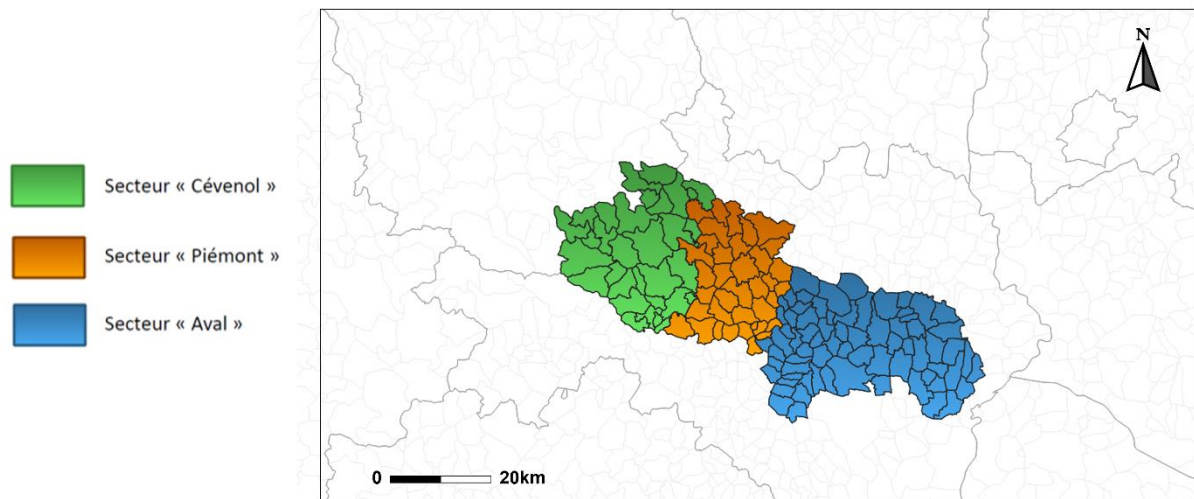 Secteur « Cévenol »
Secteur « Piémont »
Secteur « Aval »
N
0 20km